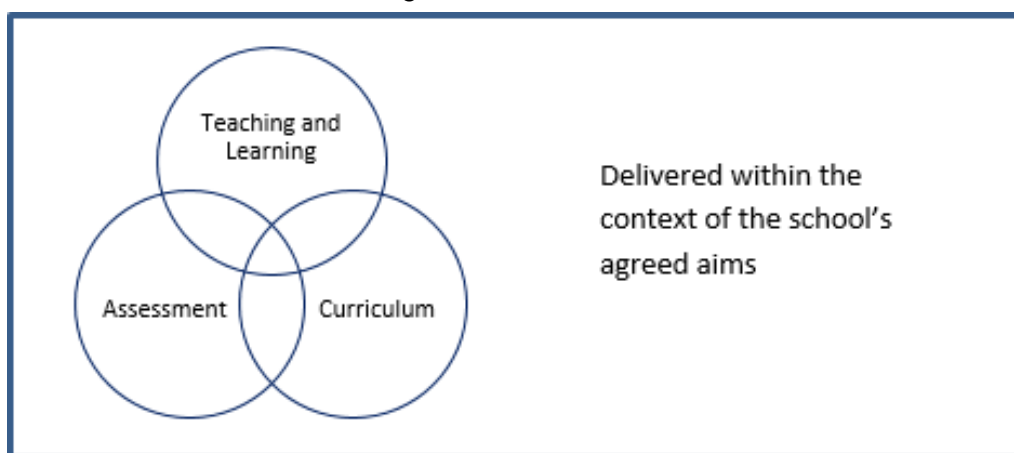 Teaching and
Learning
Assessment
Curriculum
Delivered within the
context of the school's
agreed aims